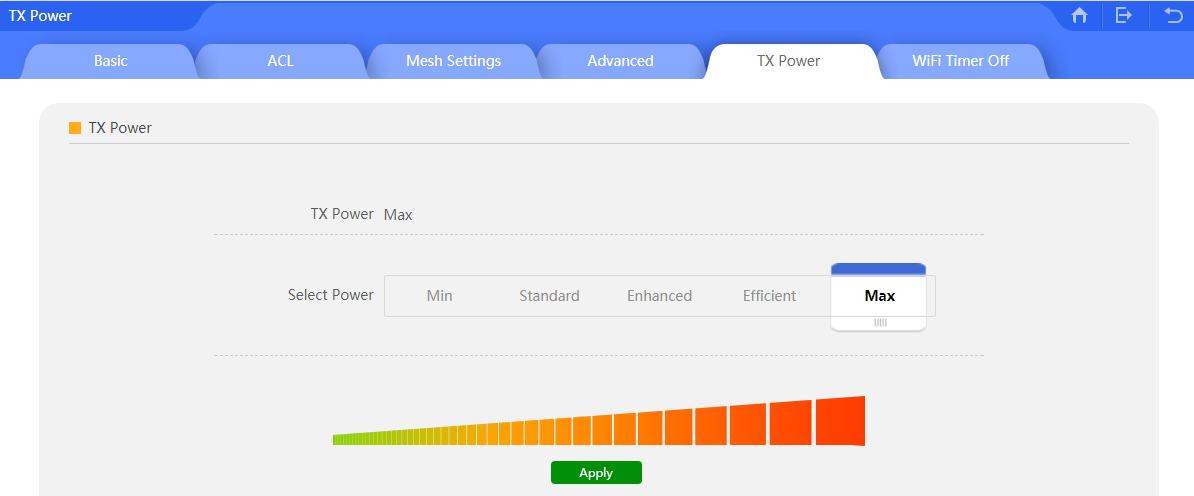 TX Power
Basic ACL Mesh Settings Advanced TX Power WiFi Timer Off
TX Power
TX Power Max
Select Power Min Standard Enhanced Efficient Max
Apply